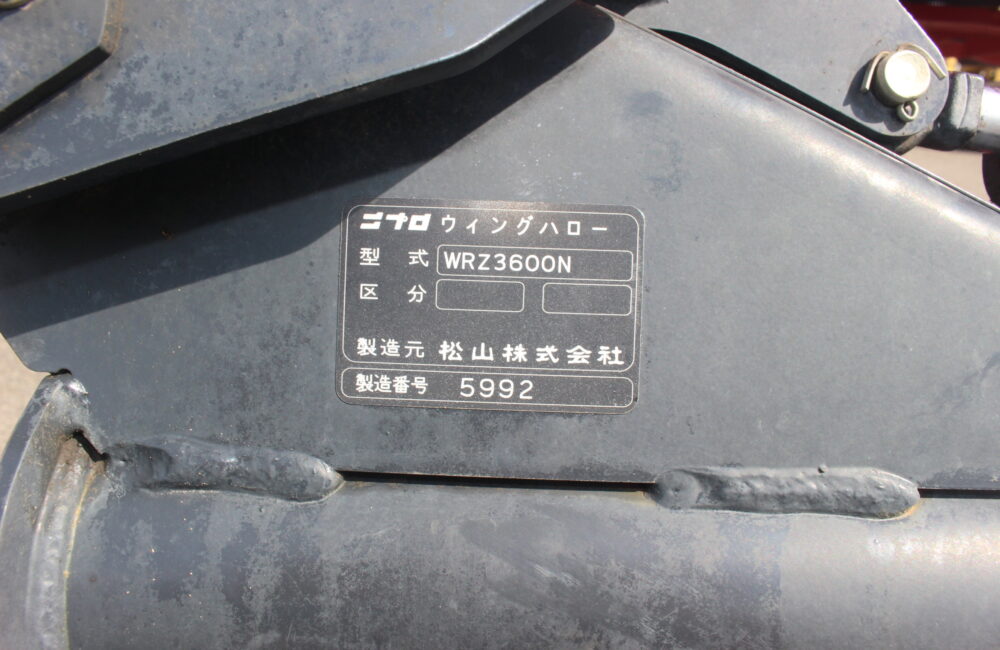 ニプロ ウィングハロー
型 式 WRZ3600N
区 分
製造元 松山株式会社
製造番号 5992